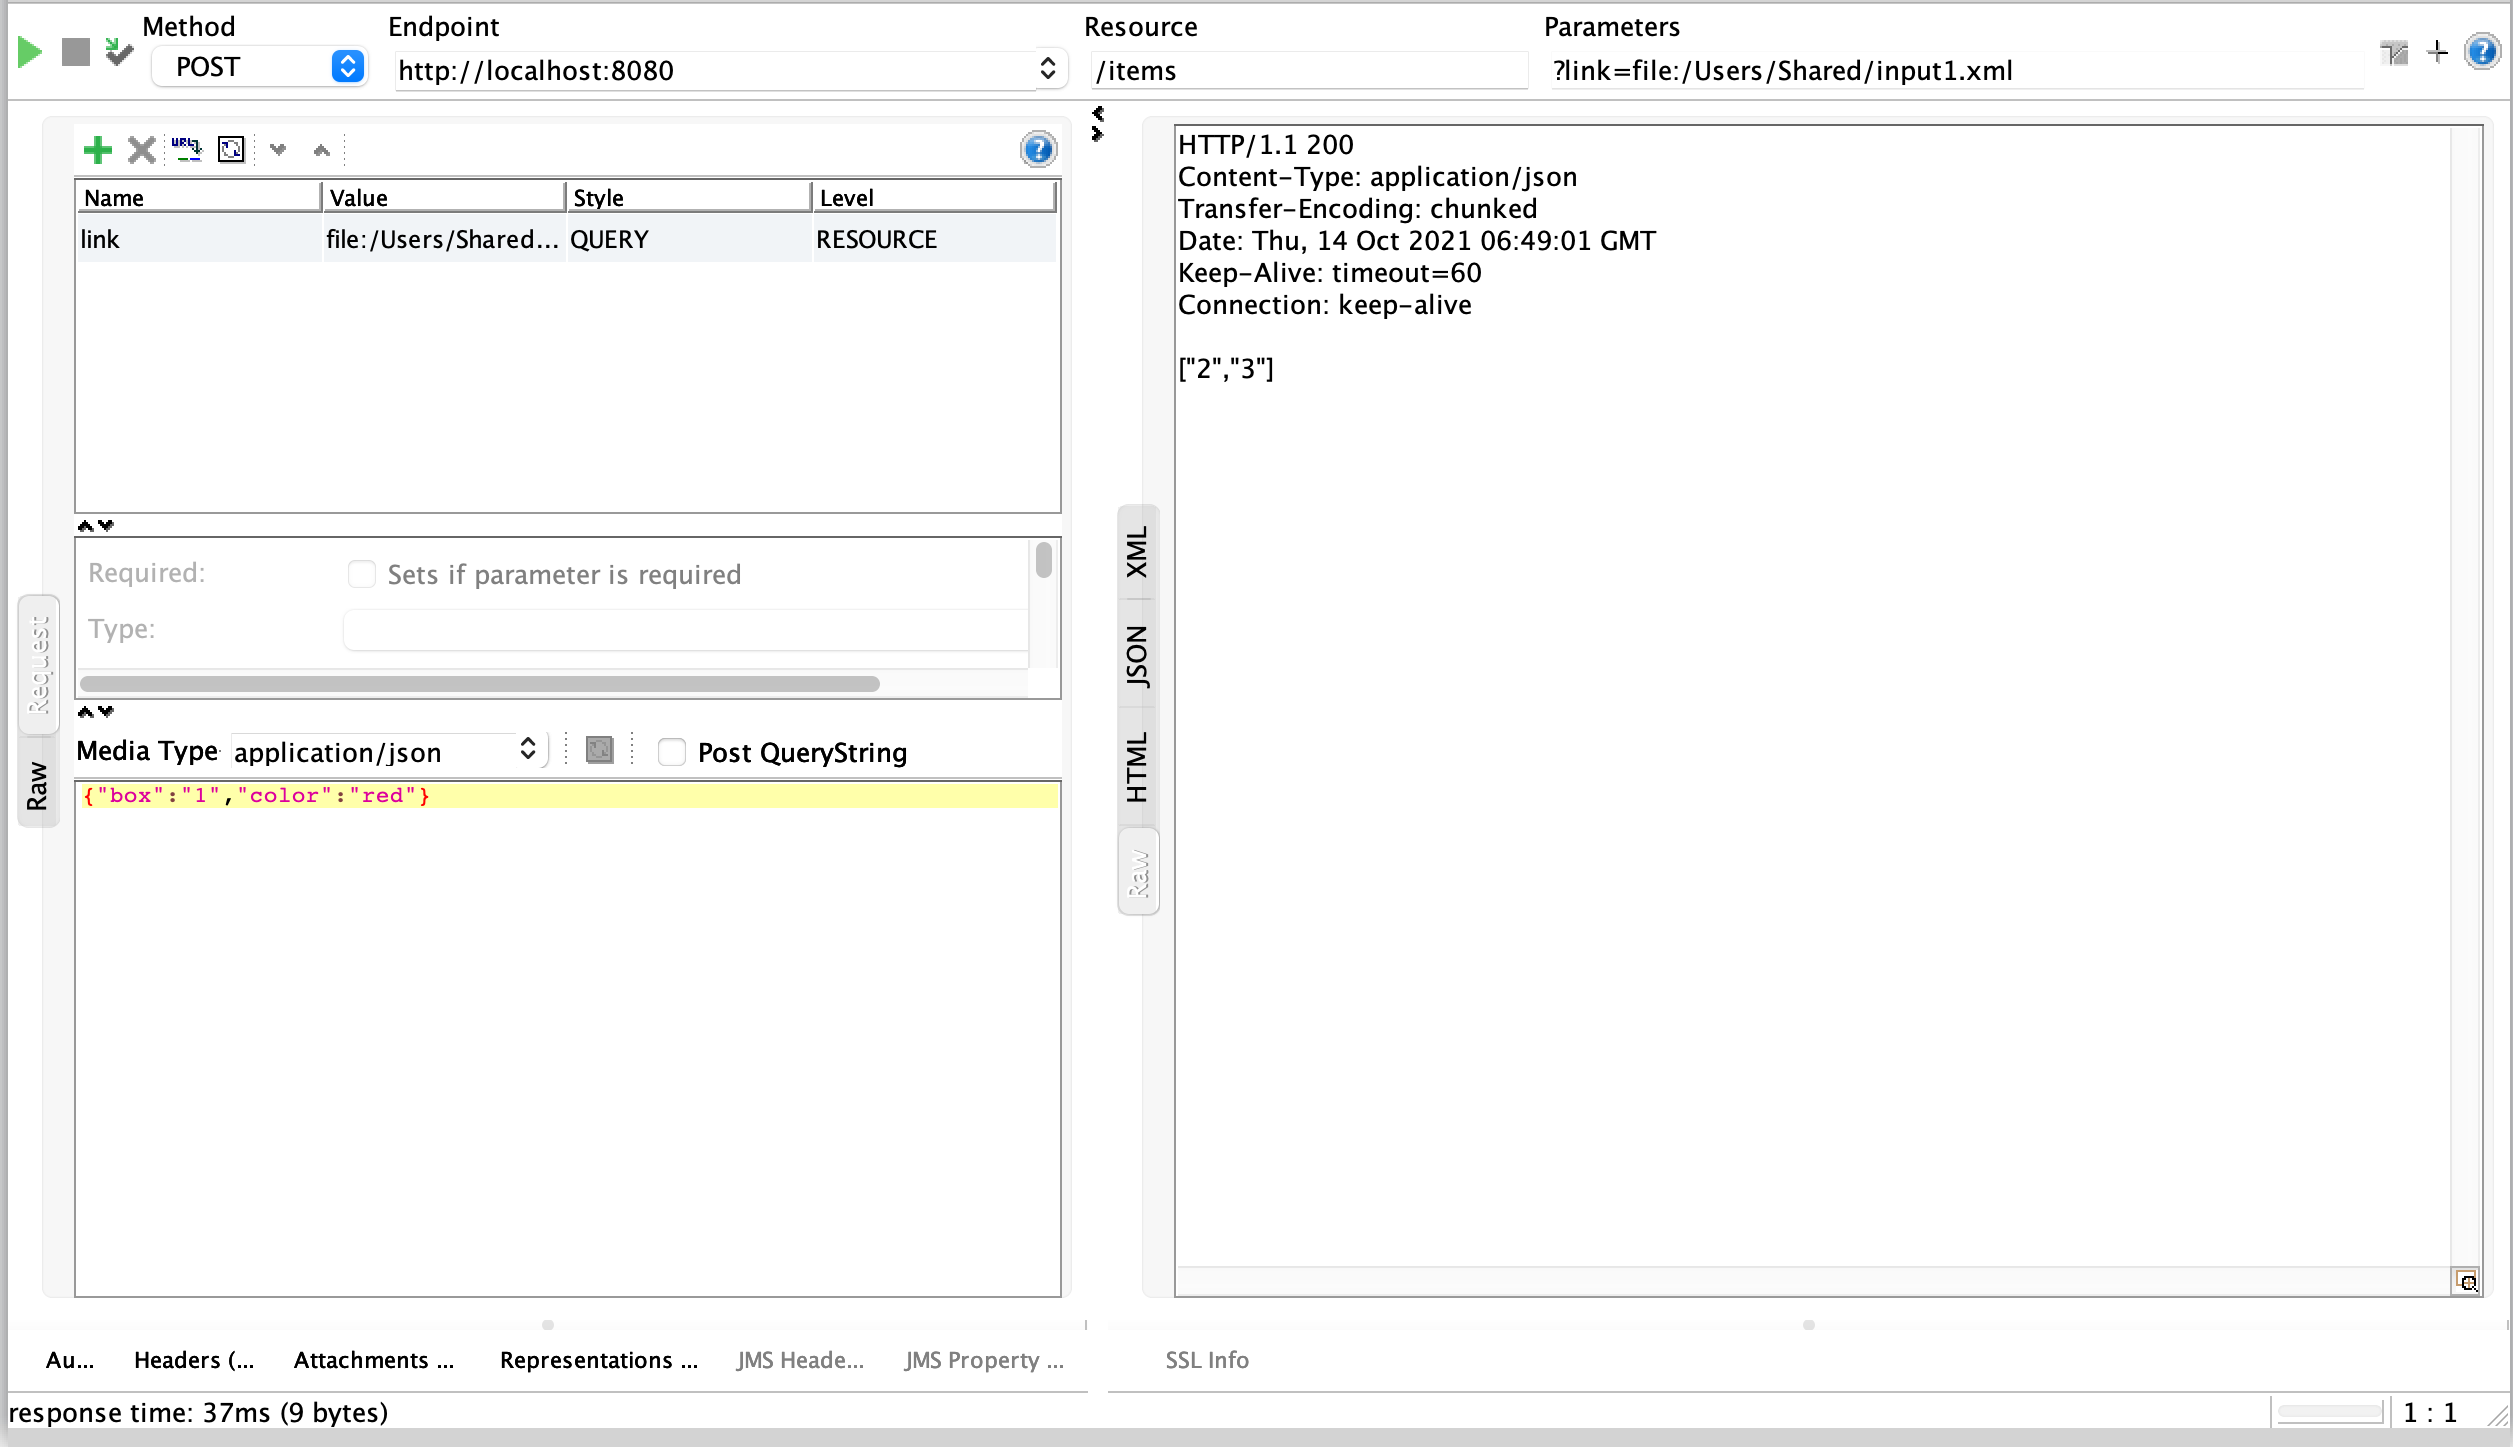 Method Endpoint Resource Parameters
POST http://localhost:8080 /items ?link=file:/Users/Shared/input1.xml
Name Value Style Level
link file:/Users/Shared... QUERY RESOURCE
Required: Sets if parameter is required
Type:
Request
Raw
Media Type application/json Post QueryString
{"box":"1","color":"red"}
XML
JSON
HTML
Raw
HTTP/1.1 200
Content-Type: application/json
Transfer-Encoding: chunked
Date: Thu, 14 Oct 2021 06:49:01 GMT
Keep-Alive: timeout=60
Connection: keep-alive
["2","3"]
Au... Headers (... Attachments ... Representations ... JMS Heade... JMS Property ... SSL Info
response time: 37ms (9 bytes) 1 : 1